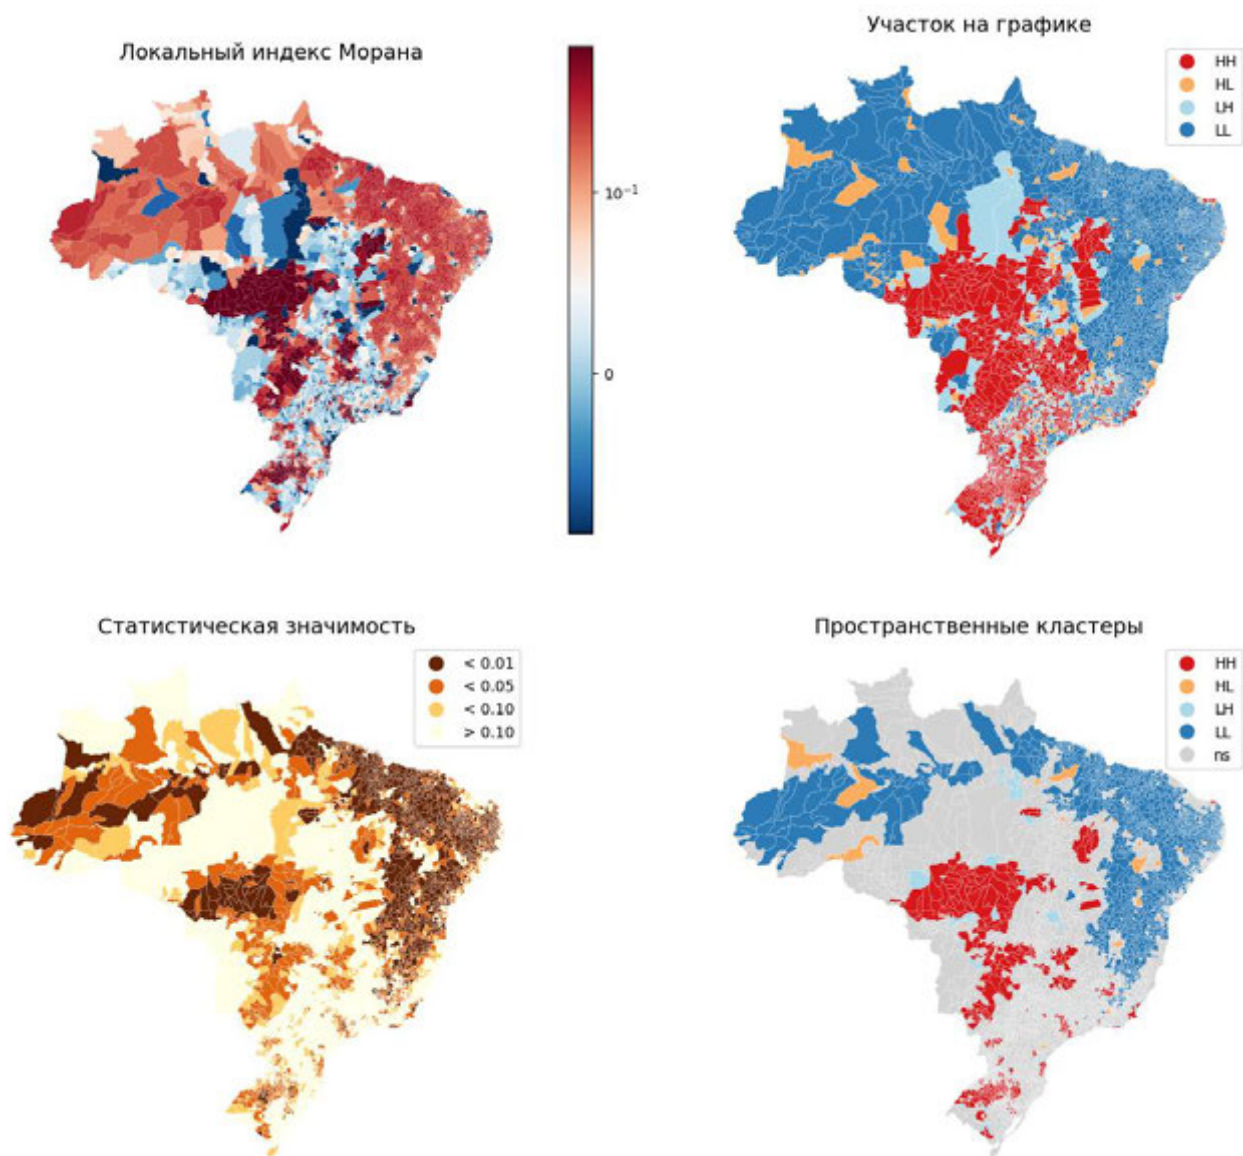 Локальный индекс Морана
10⁻¹
0
Участок на графике
HH
HL
LH
LL
Статистическая значимость
< 0.01
< 0.05
< 0.10
> 0.10
Пространственные кластеры
HH
HL
LH
LL
ns